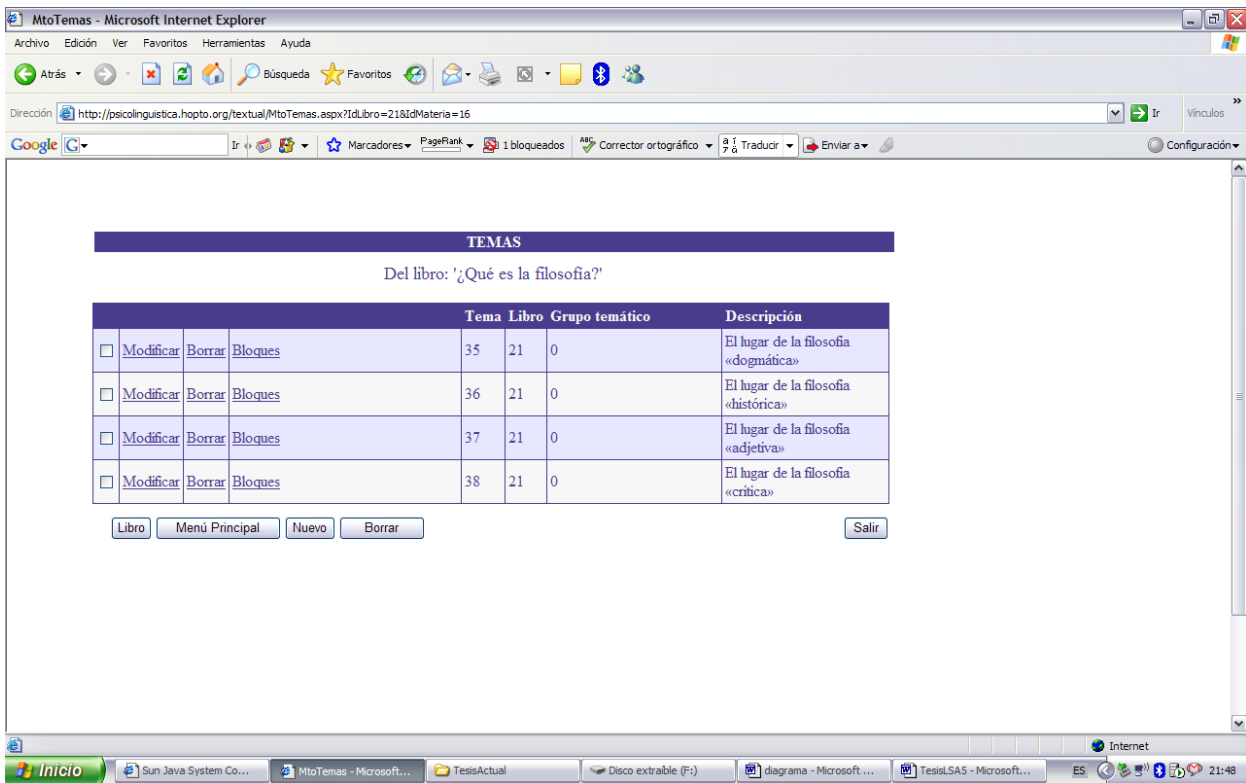 MtoTemas - Microsoft Internet Explorer
Archivo Edición Ver Favoritos Herramientas Ayuda
Atrás Búsqueda Favoritos
Dirección http://psicolinguistica.hopto.org/textual/MtoTemas.aspx?IdLibro=21&IdMateria=16 Ir Vínculos »
Google G Ir Marcadores PageRank 1 bloqueados ABC Corrector ortográfico Traducir Enviar a Configuración
TEMAS
Del libro: '¿Qué es la filosofía?'
Tema Libro Grupo temático Descripción
Modificar Borrar Bloques 35 21 0 El lugar de la filosofía
«dogmática»
Modificar Borrar Bloques 36 21 0 El lugar de la filosofía
«histórica»
Modificar Borrar Bloques 37 21 0 El lugar de la filosofía
«adjetiva»
Modificar Borrar Bloques 38 21 0 El lugar de la filosofía
«crítica»
Libro Menú Principal Nuevo Borrar Salir
Internet
Inicio Sun Java System Co... MtoTemas - Microsoft... TesisActual Disco extraíble (F:) diagrama - Microsoft ... TesisLSA5 - Microsoft... ES 21:48